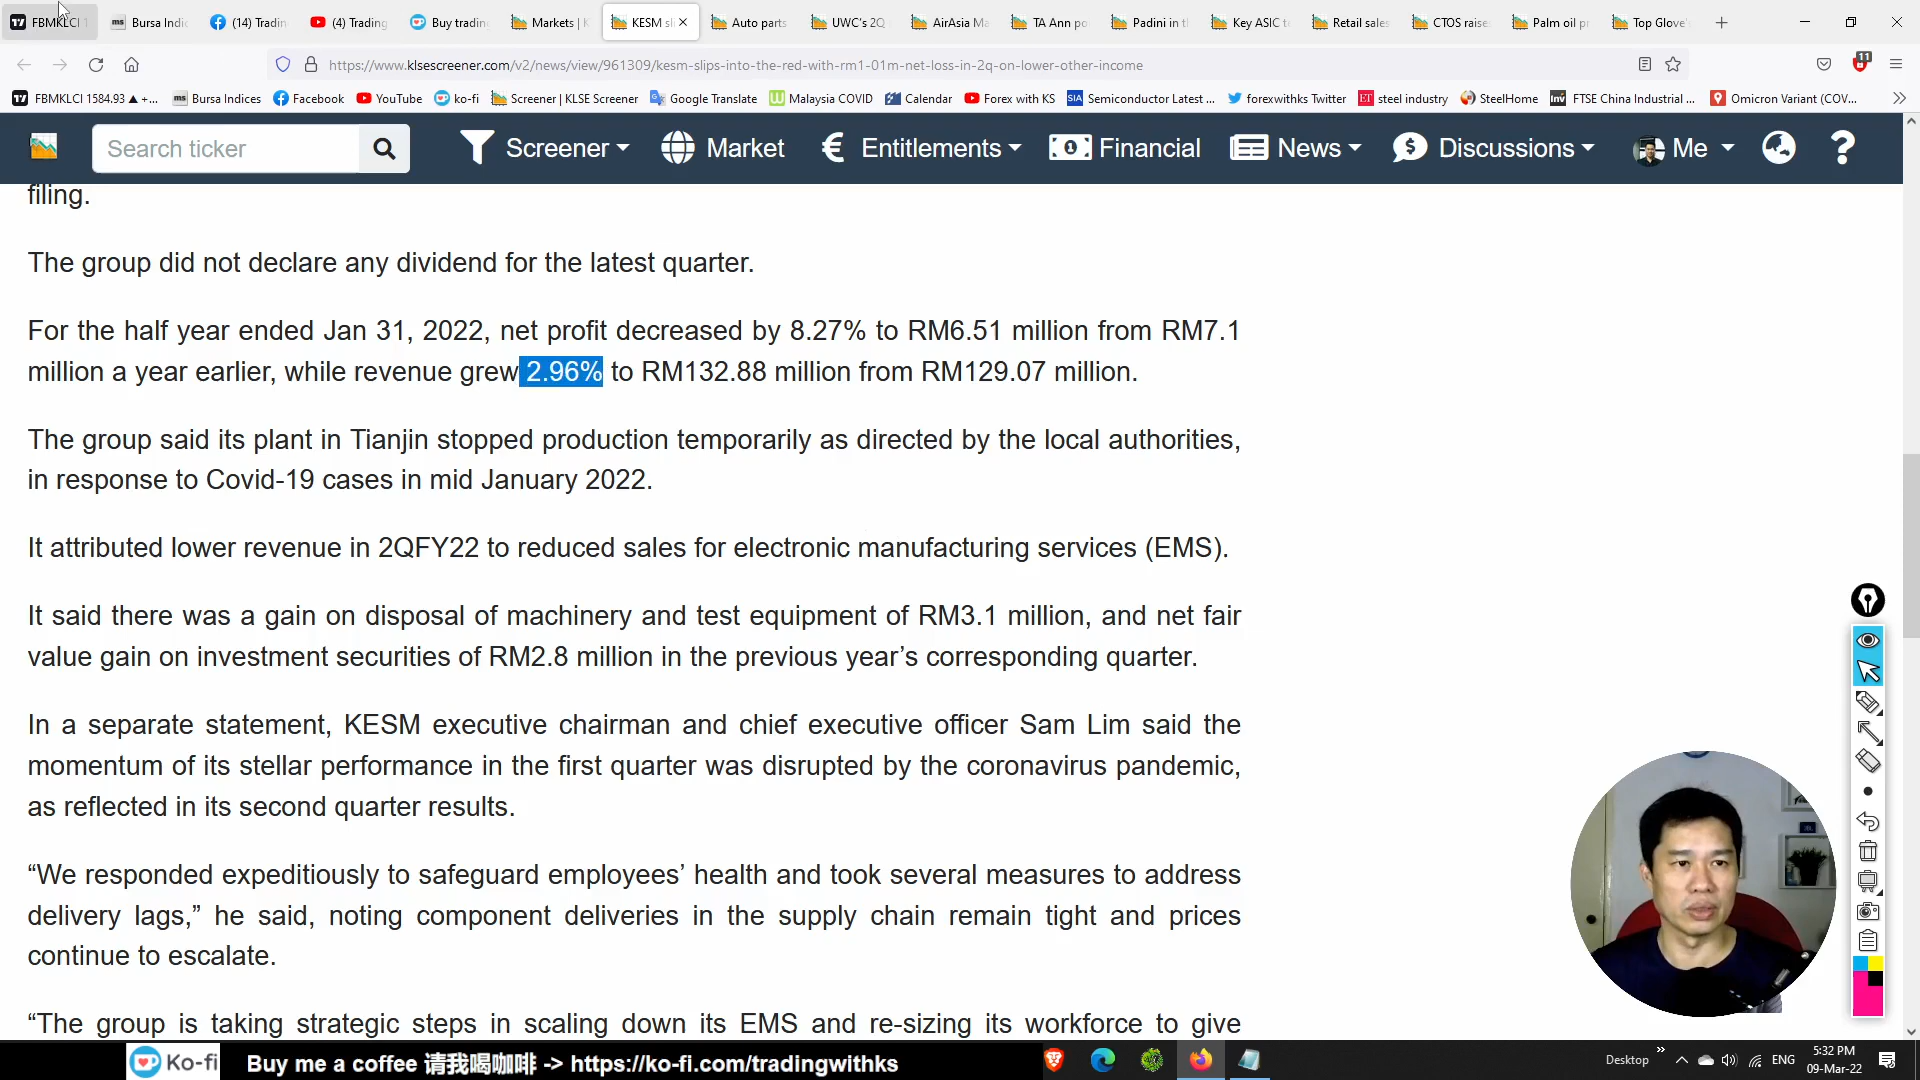 FBMKLCI 1
Bursa Indi
(14) Tradin
(4) Trading
Buy tradin
Markets | K
KESM sl
Auto parts
UWC's 2Q
AirAsia Ma
TA Ann po
Padini in th
Key ASIC t
Retail sales
CTOS raise
Palm oil pr
Top Glove'
https://www.klsescreener.com/v2/news/view/961309/kesm-slips-into-the-red-with-rm1-01m-net-loss-in-2q-on-lower-other-income
11
FBMKLCI 1584.93 ▲ +...
Bursa Indices
Facebook
YouTube
ko-fi
Screener | KLSE Screener
Google Translate
Malaysia COVID
Calendar
Forex with KS
SIA Semiconductor Latest ...
forexwithks Twitter
ET steel industry
SteelHome
Inv FTSE China Industrial ...
Omicron Variant (COV...
Search ticker
Screener
Market
Entitlements
Financial
News
Discussions
Me
filing.
The group did not declare any dividend for the latest quarter.
For the half year ended Jan 31, 2022, net profit decreased by 8.27% to RM6.51 million from RM7.1
million a year earlier, while revenue grew 2.96% to RM132.88 million from RM129.07 million.
The group said its plant in Tianjin stopped production temporarily as directed by the local authorities,
in response to Covid-19 cases in mid January 2022.
It attributed lower revenue in 2QFY22 to reduced sales for electronic manufacturing services (EMS).
It said there was a gain on disposal of machinery and test equipment of RM3.1 million, and net fair
value gain on investment securities of RM2.8 million in the previous year’s corresponding quarter.
In a separate statement, KESM executive chairman and chief executive officer Sam Lim said the
momentum of its stellar performance in the first quarter was disrupted by the coronavirus pandemic,
as reflected in its second quarter results.
“We responded expeditiously to safeguard employees’ health and took several measures to address
delivery lags,” he said, noting component deliveries in the supply chain remain tight and prices
continue to escalate.
“The group is taking strategic steps in scaling down its EMS and re-sizing its workforce to give
Ko-fi
Buy me a coffee 请我喝咖啡 -> https://ko-fi.com/tradingwithks
Desktop
ENG
5:32 PM
09-Mar-22